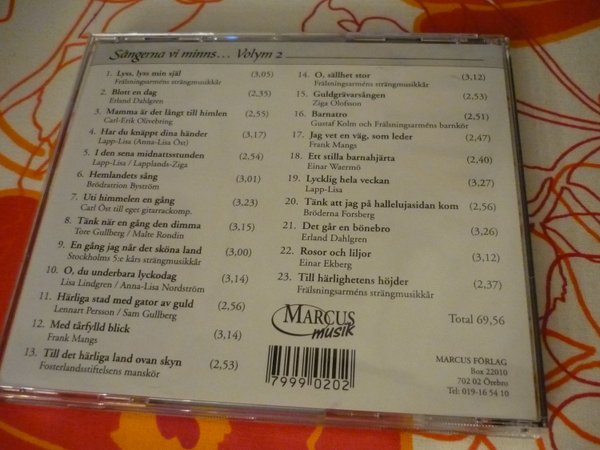 Sångerna vi minns... Volym 2
1. Lyss, lyss min själ (3,05)
Frälsningsarméns strängmusikkår
2. Blott en dag (2,35)
Erland Dahlgren
3. Mamma är det långt till himlen (2,55)
Carl-Erik Olivebring
4. Har du knäppt dina händer (3,17)
Lapp-Lisa (Anna-Lisa Öst)
5. I den sena midnattsstunden (2,54)
Lapp-Lisa / Lapplands-Ziga
6. Hemlandets sång (3,01)
Brödratrion Byström
7. Uti himmelen en gång (3,23)
Carl Öst till eget gitarrackomp.
8. Tänk när en gång den dimma (3,15)
Tore Gullberg / Malte Rondin
9. En gång jag når det sköna land (3,00)
Stockholms 5:e kårs strängmusikkår
10. O, du underbara lyckodag (3,14)
Lisa Lindgren / Anna-Lisa Nordström
11. Härliga stad med gator av guld (2,56)
Lennart Persson / Sam Gullberg
12. Med tårfylld blick (3,14)
Frank Mangs
13. Till det härliga land ovan skyn (2,53)
Fosterlandsstiftelsens manskör
14. O, sällhet stor (3,12)
Frälsningsarméns strängmusikkår
15. Guldgrävarsången (2,53)
Ziga Olofsson
16. Barnatro (2,51)
Gustaf Kolm och Frälsningsarméns barnkör
17. Jag vet en väg, som leder (2,47)
Frank Mangs
18. Ett stilla barnahjärta (2,40)
Einar Waermö
19. Lycklig hela veckan (3,27)
Lapp-Lisa
20. Tänk att jag på hallelujasidan kom (2,56)
Bröderna Forsberg
21. Det går en bönebro (3,26)
Erland Dahlgren
22. Rosor och liljor (3,12)
Einar Ekberg
23. Till härlighetens höjder (2,37)
Frälsningsarméns strängmusikkår
MARCUS
musik
Total 69,56
7999 0202
MARCUS FÖRLAG
Box 22010
702 02 Örebro
Tel: 019-16 54 10